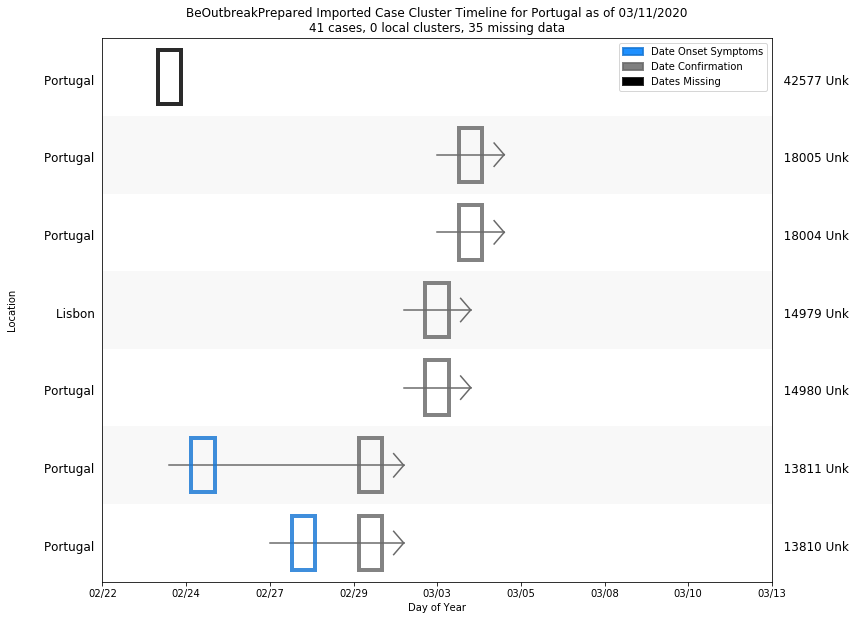 BeOutbreakPrepared Imported Case Cluster Timeline for Portugal as of 03/11/2020
41 cases, 0 local clusters, 35 missing data
Date Onset Symptoms
Date Confirmation
Dates Missing
Portugal 42577 Unk
Portugal 18005 Unk
Portugal 18004 Unk
Location
Lisbon 14979 Unk
Portugal 14980 Unk
Portugal 13811 Unk
Portugal 13810 Unk
02/22 02/24 02/27 02/29 03/03 03/05 03/08 03/10 03/13
Day of Year